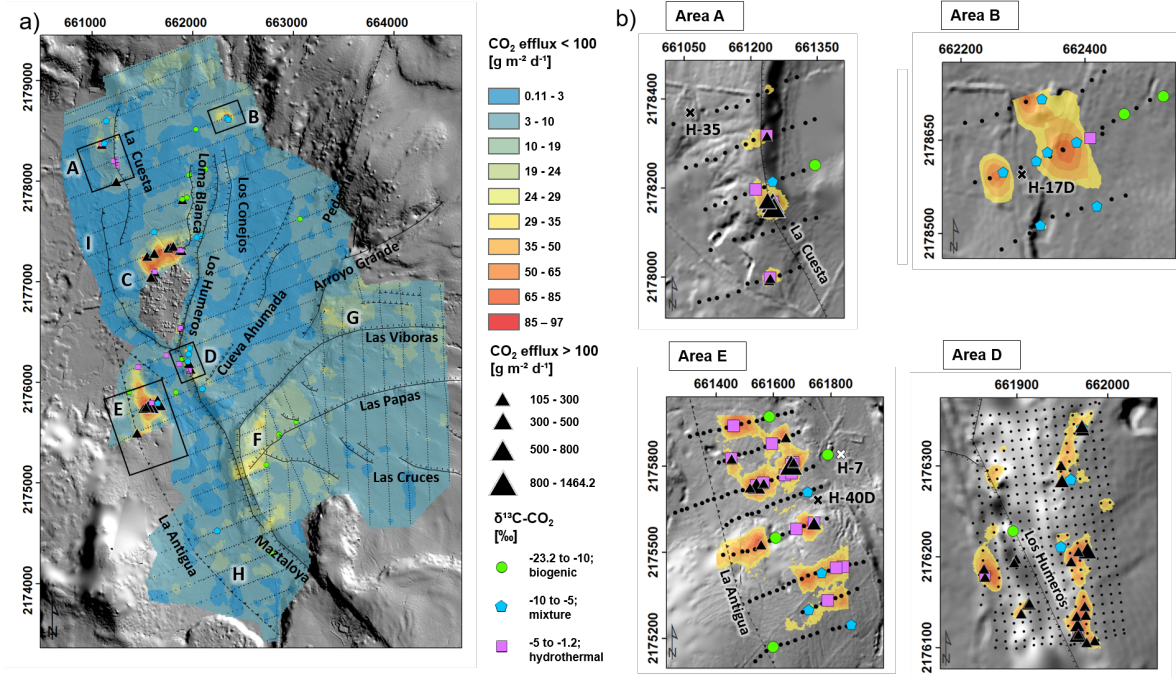 a)
661000
662000
663000
664000
2179000
2178000
2177000
2176000
2175000
2174000
A
B
La Cuesta
Loma Blanca
Los Conejos
I
C
Los Humeros
Arroyo Grande
Cueva Ahumada
G
D
Las Viboras
E
Las Papas
F
Las Cruces
La Antigua
Maztaloya
H
N
CO₂ efflux < 100
[g m⁻² d⁻¹]
0.11 - 3
3 - 10
10 - 19
19 - 24
24 - 29
29 - 35
35 - 50
50 - 65
65 - 85
85 – 97
CO₂ efflux > 100
[g m⁻² d⁻¹]
105 - 300
300 - 500
500 - 800
800 - 1464.2
δ¹³C-CO₂
[‰]
-23.2 to -10;
biogenic
-10 to -5;
mixture
-5 to -1.2;
hydrothermal
b)
Area A
661050
661250
661350
2178400
2178200
2178000
H-35
La Cuesta
N
Area B
662200
662400
2178650
2178500
H-17D
N
Area E
661400
661600
661800
2175800
2175500
2175200
H-7
H-40D
La Antigua
N
Area D
661900
662000
2176300
2176200
2176100
Los Humeros
N